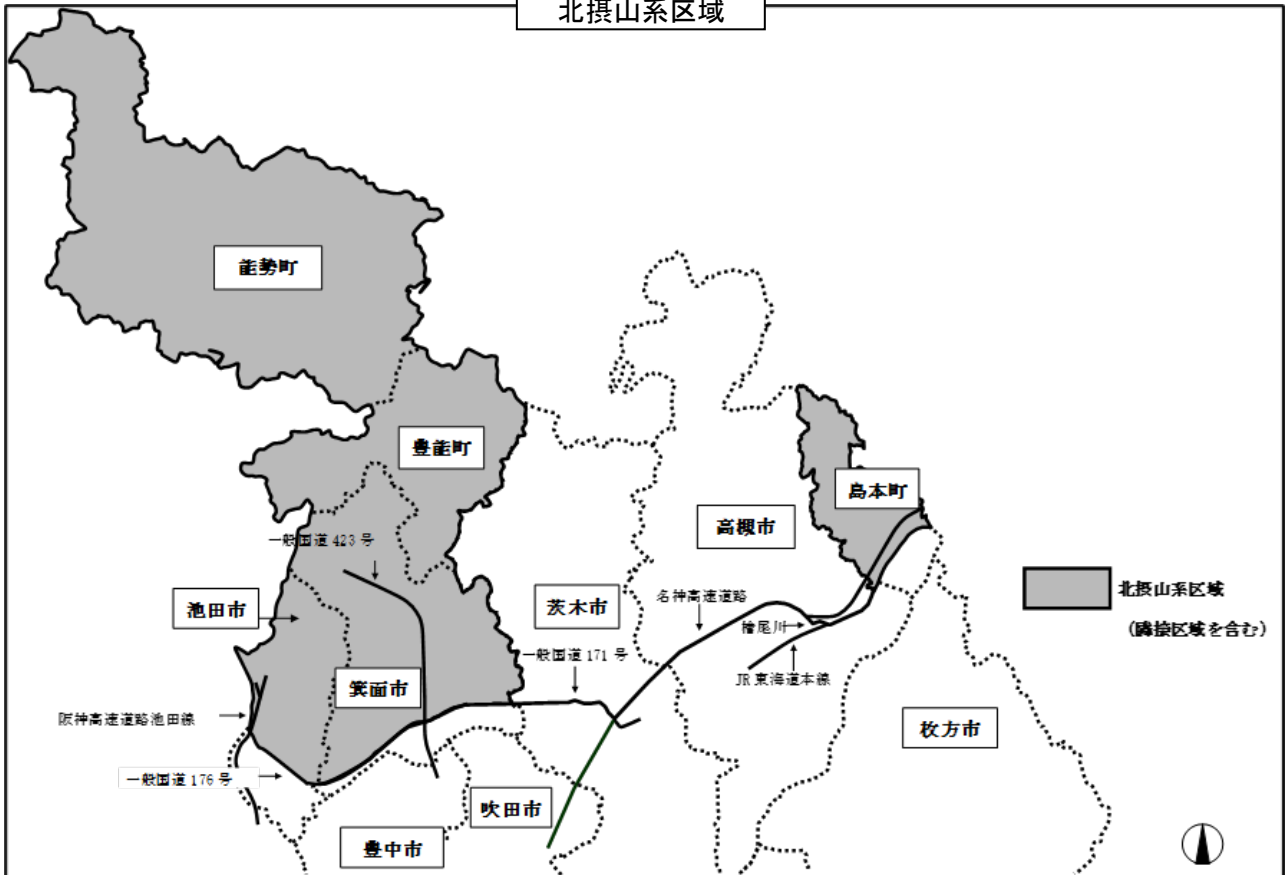 北摂山系区域
能勢町
豊能町
島本町
高槻市
一般国道 423 号
北摂山系区域
(隣接区域を含む)
池田市
茨木市
名神高速道路
檜尾川
一般国道 171 号
JR 東海道本線
箕面市
阪神高速道路池田線
枚方市
一般国道 176 号
吹田市
豊中市